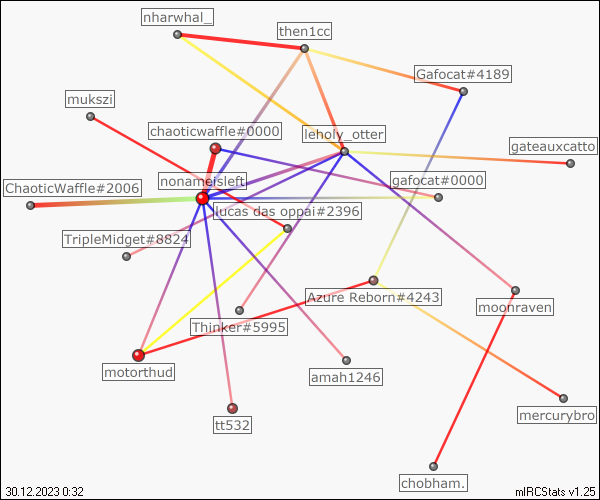 nharwhal_
then1cc
Gafocat#4189
mukszi
chaoticwaffle#0000
leholy_otter
gateauxcatto
nonameisleft
gafocat#0000
ChaoticWaffle#2006
lucas das oppai#2396
TripleMidget#8824
Azure Reborn#4243
moonraven
Thinker#5995
motorthud
amah1246
mercurybro
tt532
chobham.
30.12.2023 0:32
mIRCStats v1.25